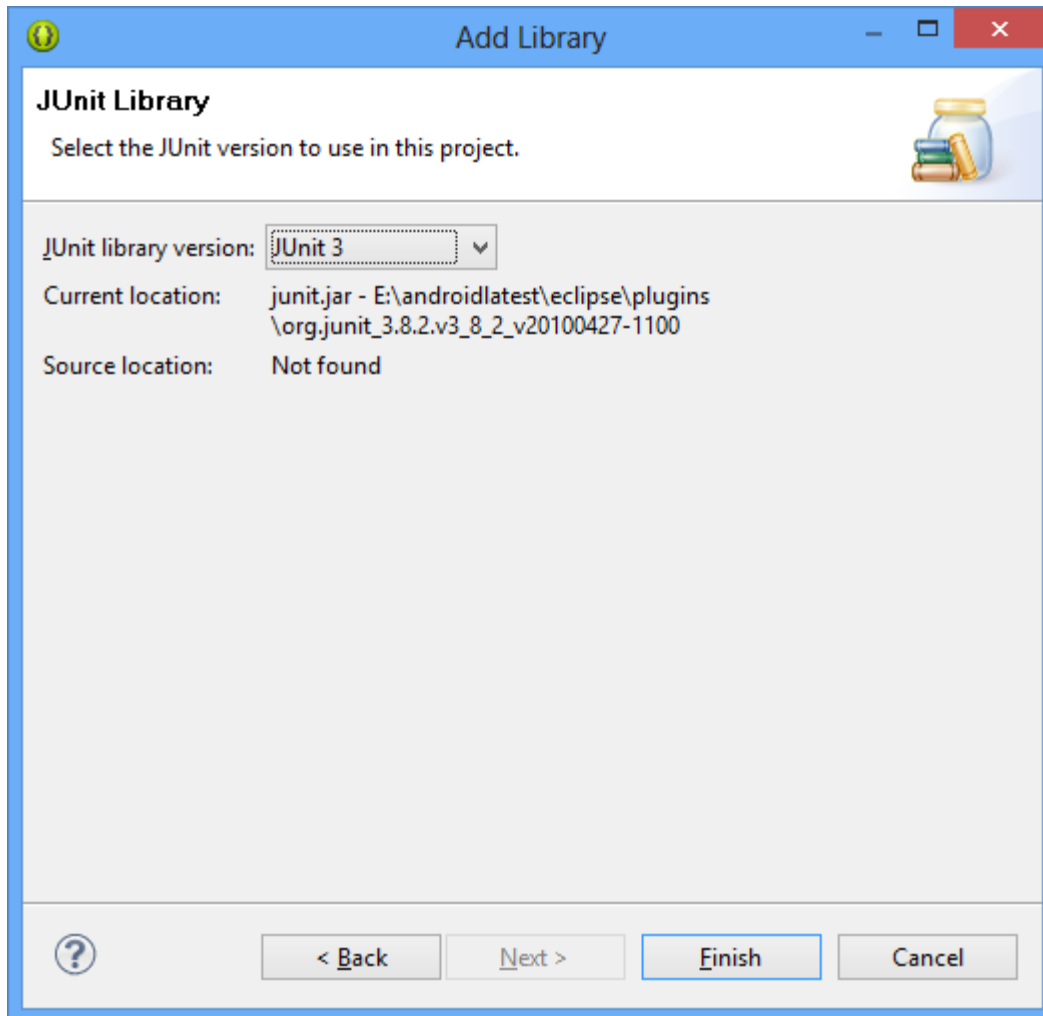 Add Library
JUnit Library
Select the JUnit version to use in this project.
JUnit library version: JUnit 3
Current location: junit.jar - E:\androidlatest\eclipse\plugins
\org.junit_3.8.2.v3_8_2_v20100427-1100
Source location: Not found
? < Back Next > Finish Cancel